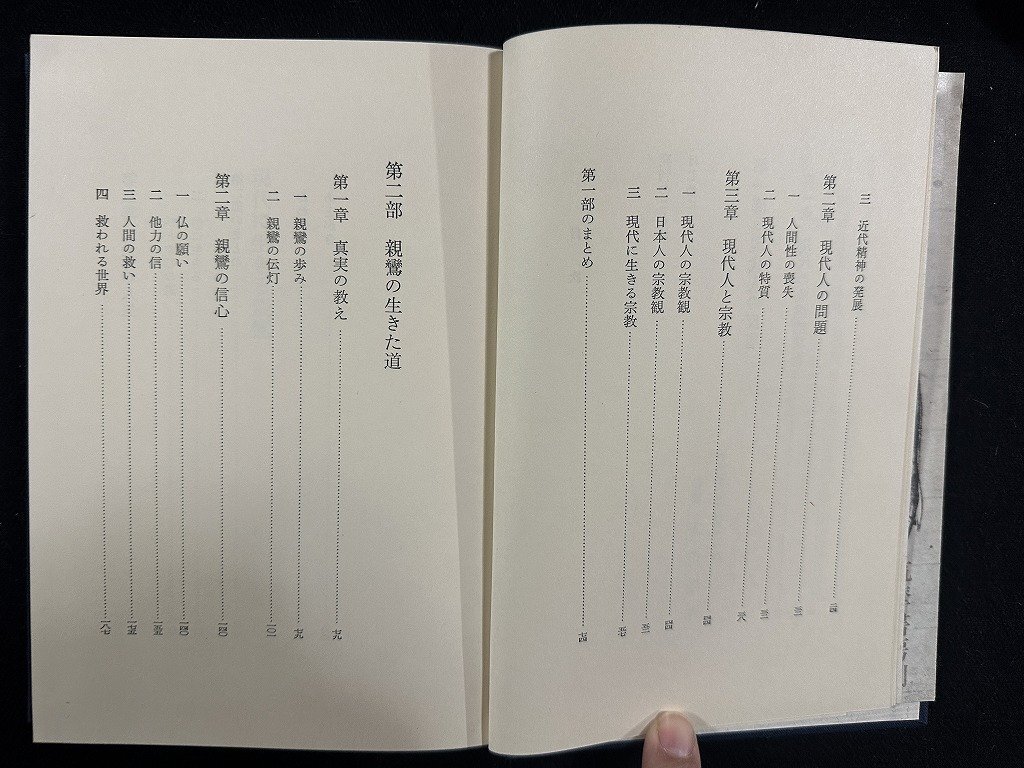 三　近代精神の発展
第二章　現代人の問題
一　人間性の喪失
二　現代人の特質
第三章　現代人と宗教
一　現代人の宗教観
二　日本人の宗教観
三　現代に生きる宗教
第一部のまとめ
第二部　親鸞の生きた道
第一章　真実の教え
一　親鸞の歩み
二　親鸞の伝灯
第二章　親鸞の信心
一　仏の願い
二　他力の信
三　人間の救い
四　救われる世界